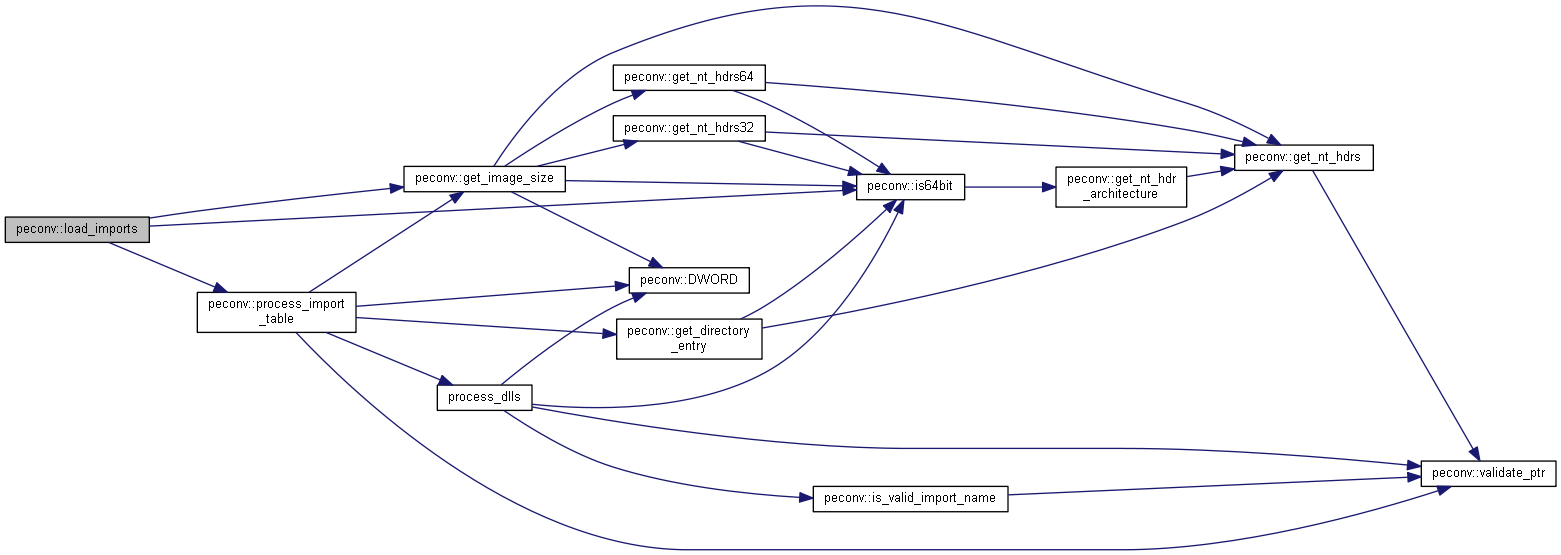 peconv::load_imports
peconv::process_import
_table
peconv::get_image_size
process_dlls
peconv::get_nt_hdrs64
peconv::get_nt_hdrs32
peconv::DWORD
peconv::get_directory
_entry
peconv::is64bit
peconv::is_valid_import_name
peconv::get_nt_hdr
_architecture
peconv::get_nt_hdrs
peconv::validate_ptr